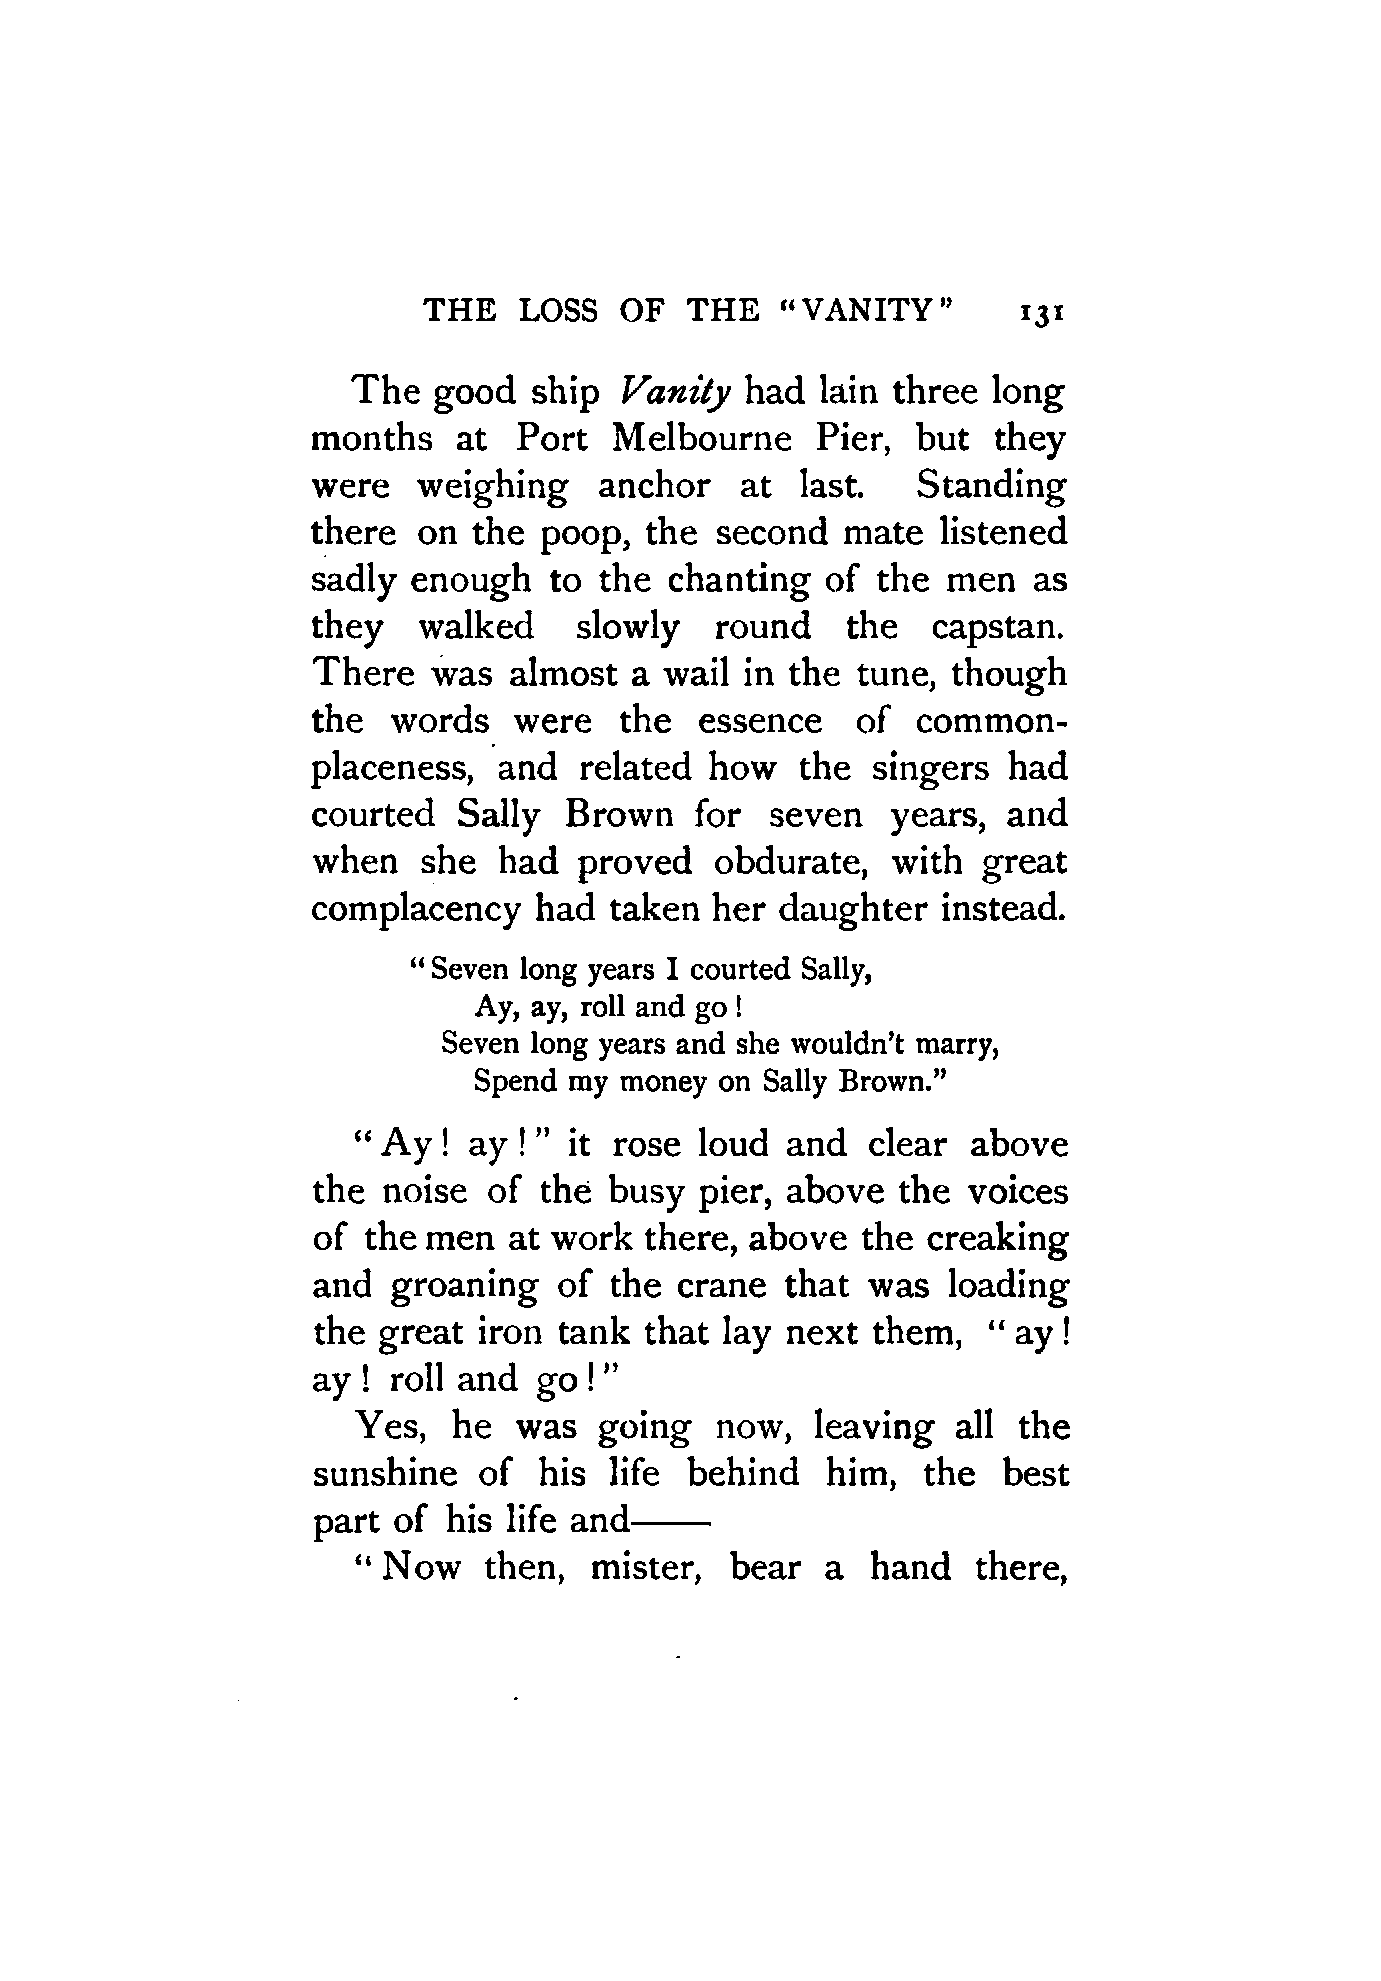 THE LOSS OF THE "VANITY" 131
The good ship Vanity had lain three long
months at Port Melbourne Pier, but they
were weighing anchor at last. Standing
there on the poop, the second mate listened
sadly enough to the chanting of the men as
they walked slowly round the capstan.
There was almost a wail in the tune, though
the words were the essence of common-
placeness, and related how the singers had
courted Sally Brown for seven years, and
when she had proved obdurate, with great
complacency had taken her daughter instead.
"Seven long years I courted Sally,
Ay, ay, roll and go!
Seven long years and she wouldn't marry,
Spend my money on Sally Brown."
"Ay! ay!" it rose loud and clear above
the noise of the busy pier, above the voices
of the men at work there, above the creaking
and groaning of the crane that was loading
the great iron tank that lay next them, "ay!
ay! roll and go!"
Yes, he was going now, leaving all the
sunshine of his life behind him, the best
part of his life and——
"Now then, mister, bear a hand there,